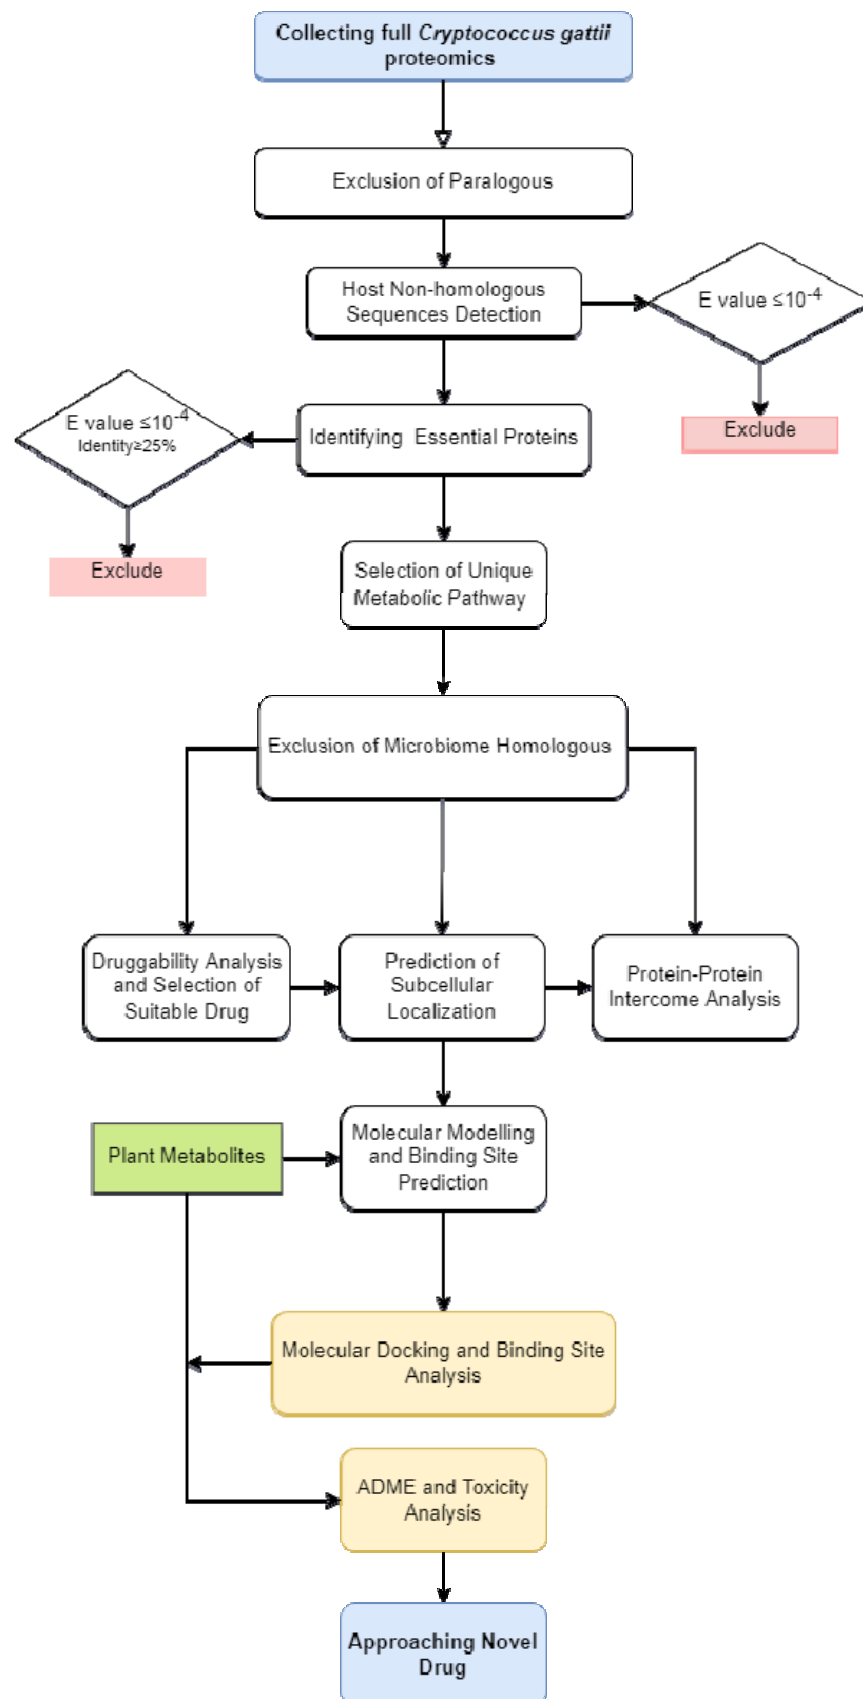 Collecting full Cryptococcus gattii
proteomics
Exclusion of Paralogous
Host Non-homologous
Sequences Detection
E value ≤10-4
Exclude
E value ≤10-4
Identity≥25%
Identifying Essential Proteins
Exclude
Selection of Unique
Metabolic Pathway
Exclusion of Microbiome Homologous
Druggability Analysis
and Selection of
Suitable Drug
Prediction of
Subcellular
Localization
Protein-Protein
Intercome Analysis
Plant Metabolites
Molecular Modelling
and Binding Site
Prediction
Molecular Docking and Binding Site
Analysis
ADME and Toxicity
Analysis
Approaching Novel
Drug